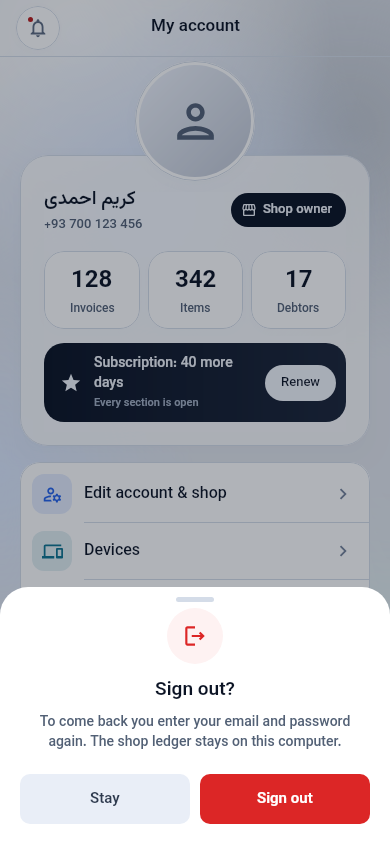 My account
کریم احمدی
+93 700 123 456
Shop owner
128
342
17
Invoices
Items
Debtors
Subscription: 40 more
days
Every section is open
Renew
Edit account & shop
Devices
Sign out?
To come back you enter your email and password
again. The shop ledger stays on this computer.
Stay
Sign out